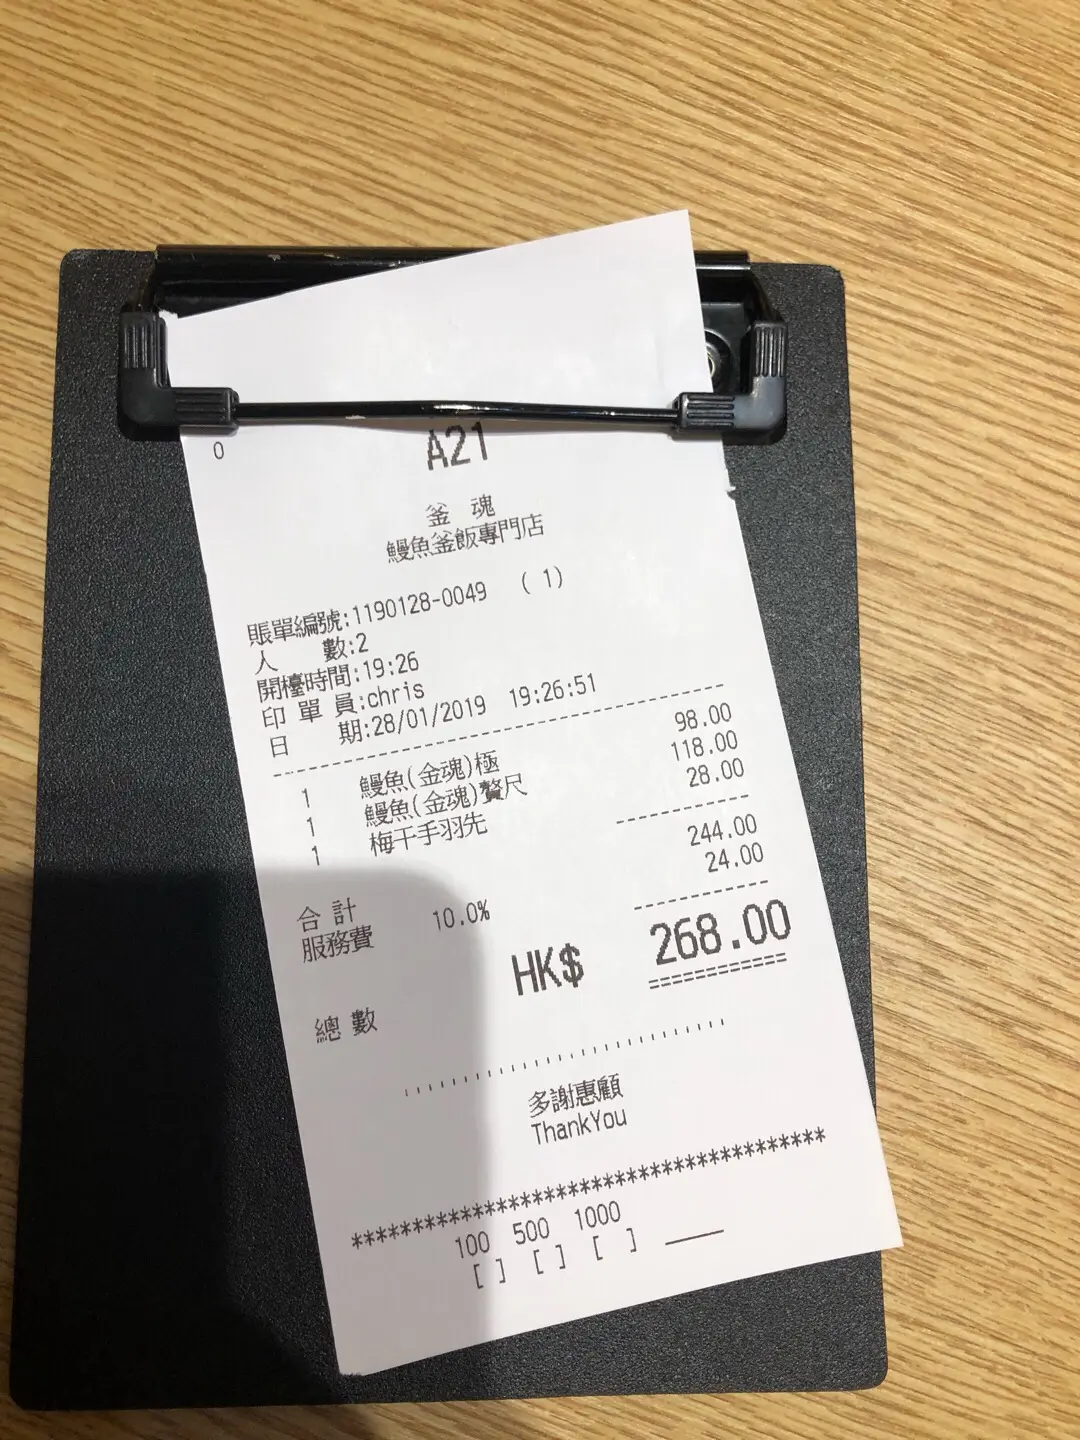 0
A21
釜 魂
鰻魚釜飯專門店
賬單編號:1190128-0049 ( 1)
人 數:2
開檯時間:19:26
印 單 員:chris
日 期:28/01/2019 19:26:51
1 鰻魚(金魂)極 98.00
1 鰻魚(金魂)贅尺 118.00
1 梅干手羽先 28.00
合 計 244.00
服務費 10.0% 24.00
總 數 HK$ 268.00
多謝惠顧
ThankYou
****************************************
100 500 1000
[ ] [ ] [ ] ____